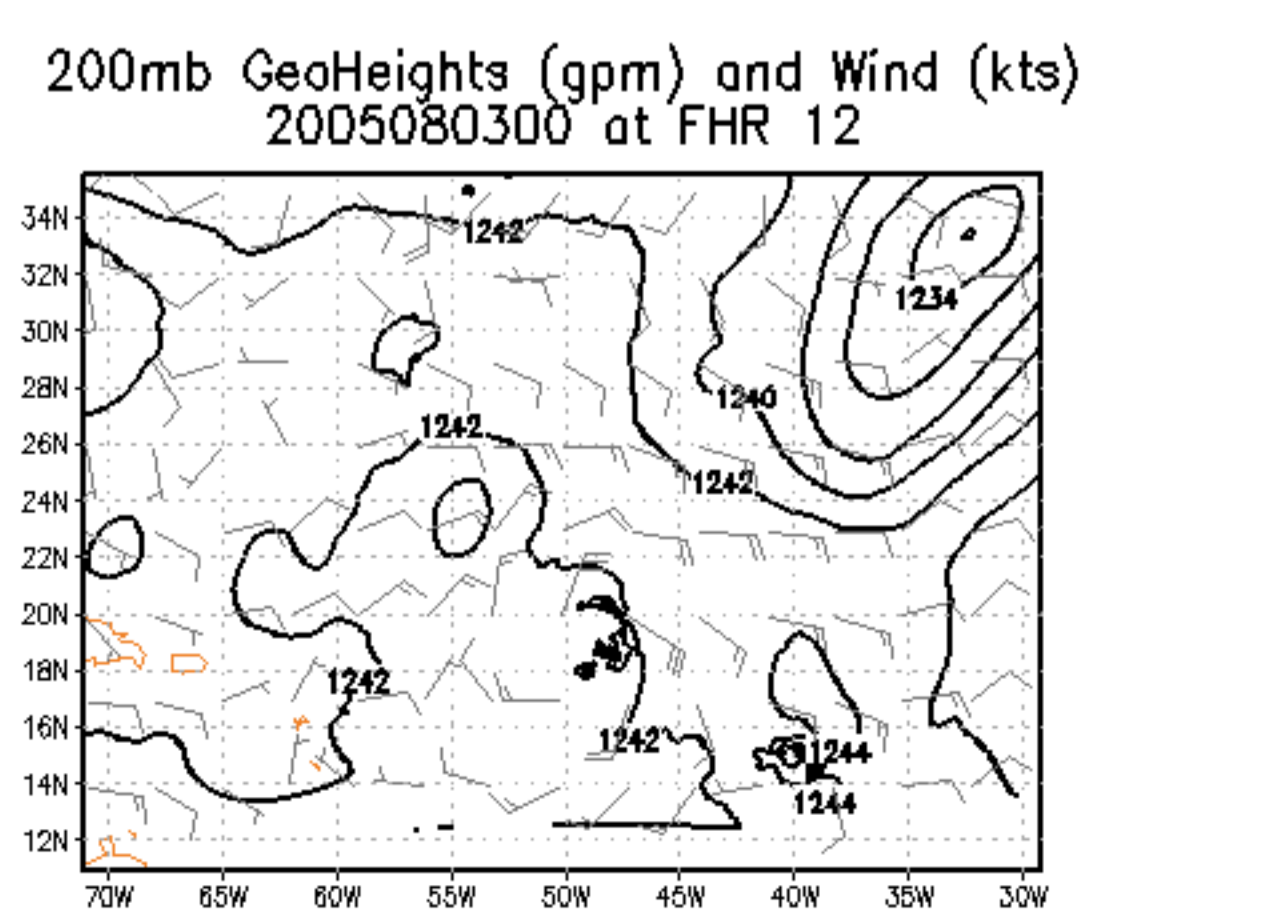 200mb GeoHeights (gpm) and Wind (kts)
2005080300 at FHR 12
34N
1242
32N
1234
30N
28N
1240
1242
26N
1242
24N
22N
20N
18N
1242
16N
1242
1244
14N
1244
12N
70W 65W 60W 55W 50W 45W 40W 35W 30W